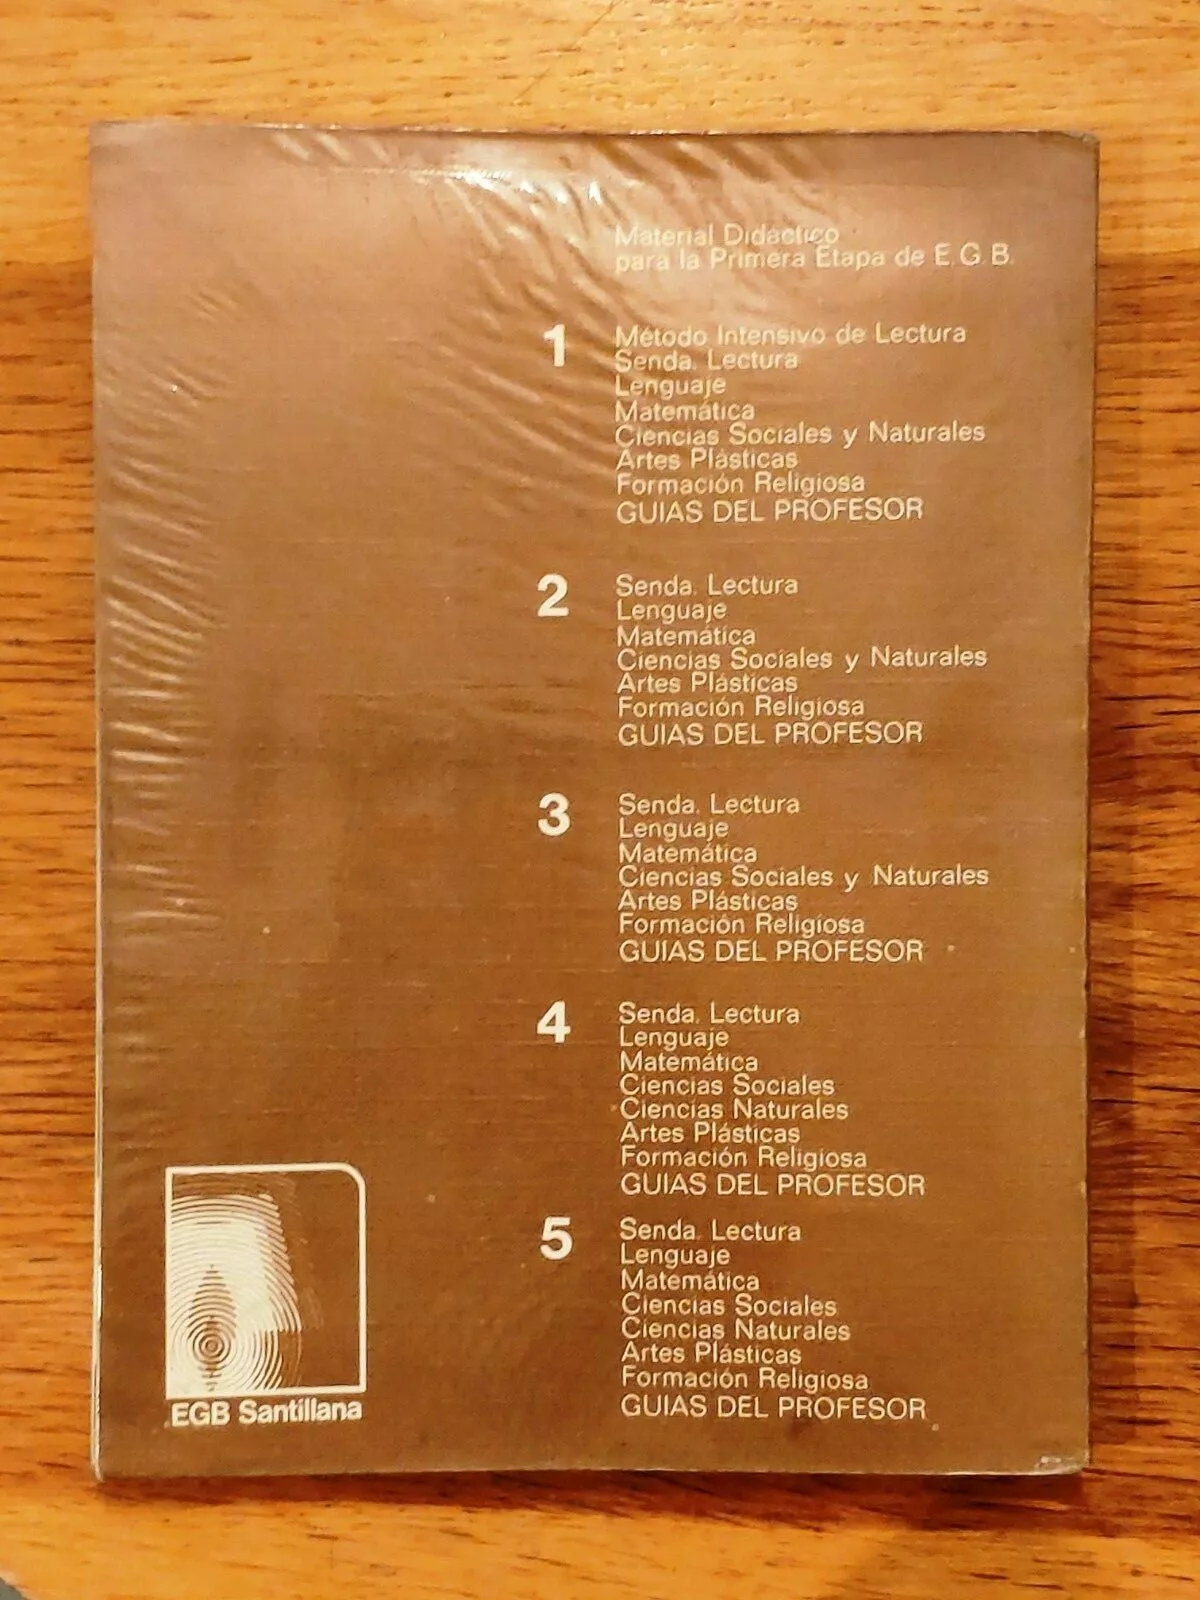 Material Didáctico
para la Primera Etapa de E.G.B.
1
Método Intensivo de Lectura
Senda. Lectura
Lenguaje
Matemática
Ciencias Sociales y Naturales
Artes Plásticas
Formación Religiosa
GUIAS DEL PROFESOR
2
Senda. Lectura
Lenguaje
Matemática
Ciencias Sociales y Naturales
Artes Plásticas
Formación Religiosa
GUIAS DEL PROFESOR
3
Senda. Lectura
Lenguaje
Matemática
Ciencias Sociales y Naturales
Artes Plásticas
Formación Religiosa
GUIAS DEL PROFESOR
4
Senda. Lectura
Lenguaje
Matemática
Ciencias Sociales
Ciencias Naturales
Artes Plásticas
Formación Religiosa
GUIAS DEL PROFESOR
5
Senda. Lectura
Lenguaje
Matemática
Ciencias Sociales
Ciencias Naturales
Artes Plásticas
Formación Religiosa
GUIAS DEL PROFESOR
EGB Santillana